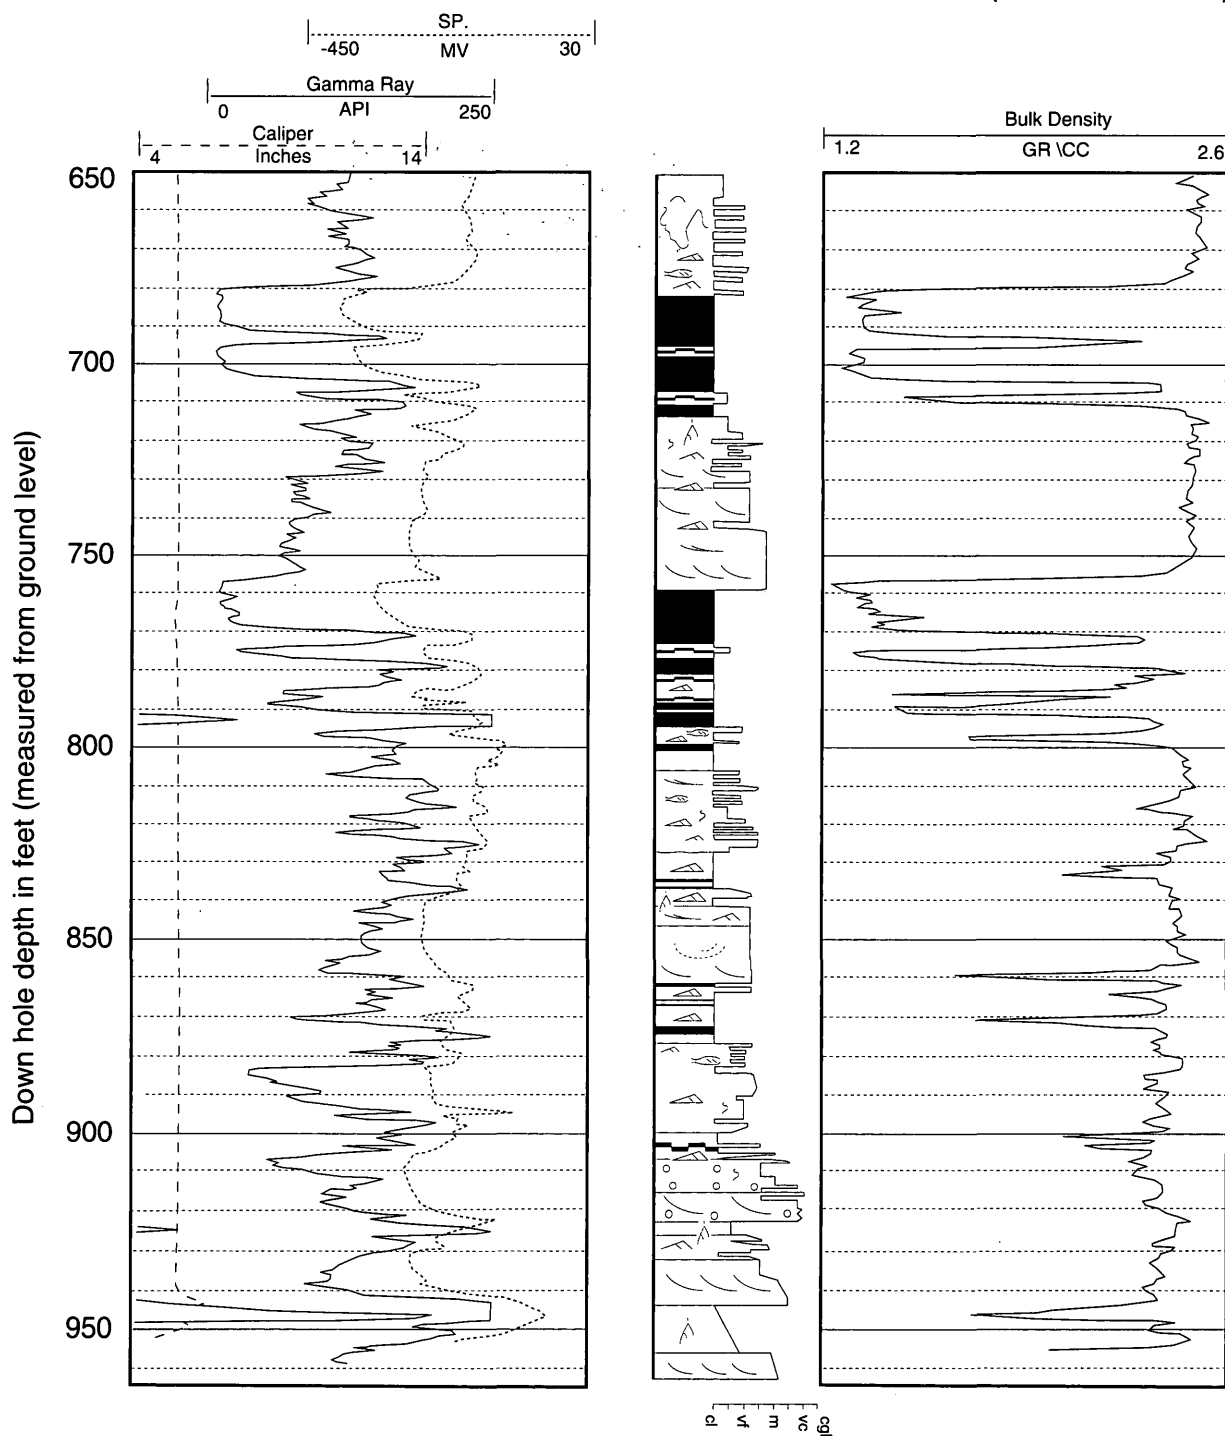 SP.
-450 MV 30
Gamma Ray
0 API 250
Caliper
4 Inches 14
Bulk Density
1.2 GR \CC 2.6
650
700
750
800
850
900
950
Down hole depth in feet (measured from ground level)
cl vf m vc cgl